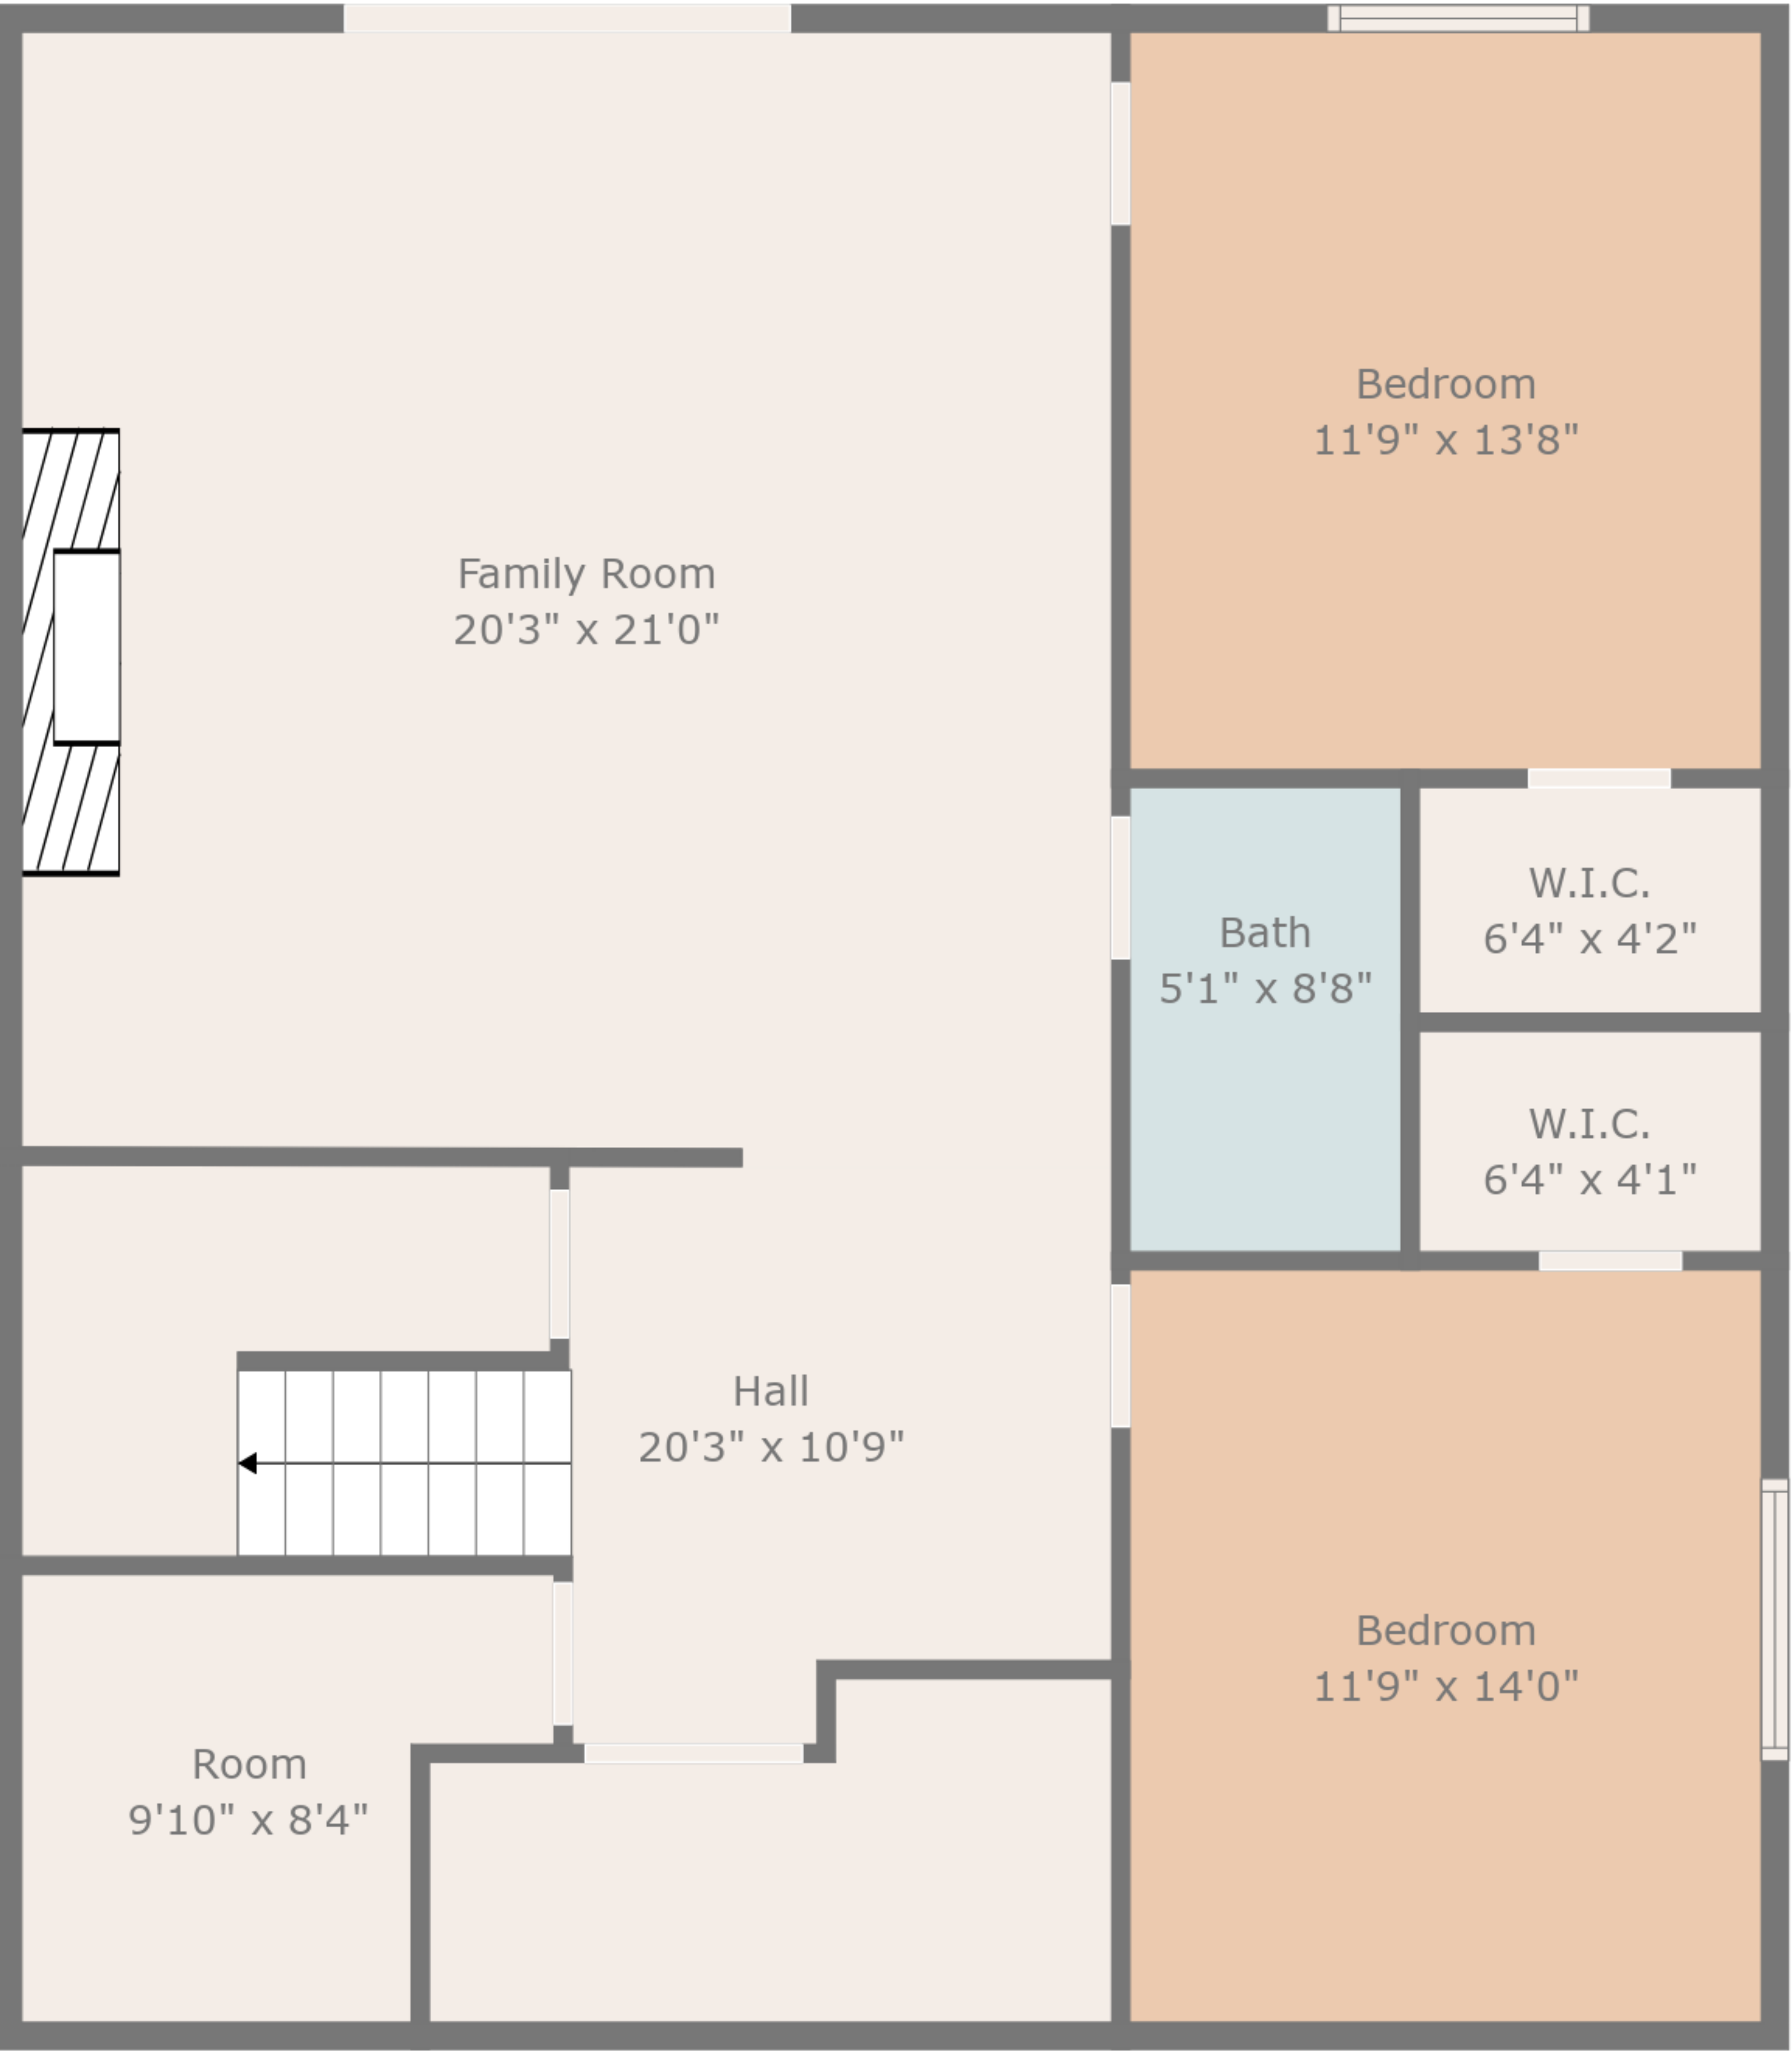 Bedroom
11'9" x 13'8"
Family Room
20'3" x 21'0"
W.I.C.
6'4" x 4'2"
Bath
5'1" x 8'8"
W.I.C.
6'4" x 4'1"
Hall
20'3" x 10'9"
Bedroom
11'9" x 14'0"
Room
9'10" x 8'4"